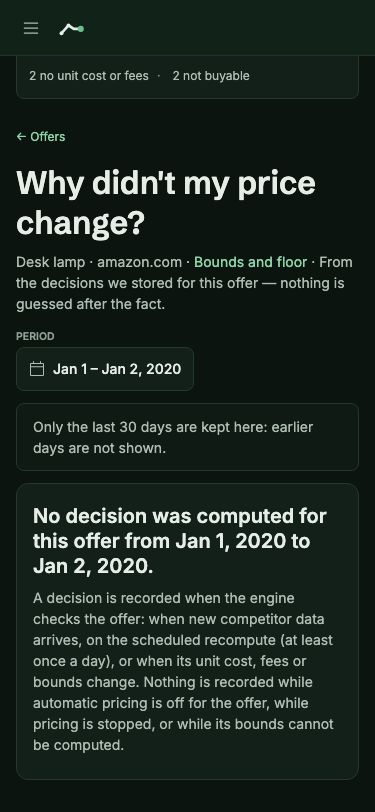 2 no unit cost or fees · 2 not buyable
← Offers
Why didn't my price
change?
Desk lamp · amazon.com · Bounds and floor · From
the decisions we stored for this offer — nothing is
guessed after the fact.
PERIOD
Jan 1 – Jan 2, 2020
Only the last 30 days are kept here: earlier
days are not shown.
No decision was computed for
this offer from Jan 1, 2020 to
Jan 2, 2020.
A decision is recorded when the engine
checks the offer: when new competitor data
arrives, on the scheduled recompute (at least
once a day), or when its unit cost, fees or
bounds change. Nothing is recorded while
automatic pricing is off for the offer, while
pricing is stopped, or while its bounds cannot
be computed.